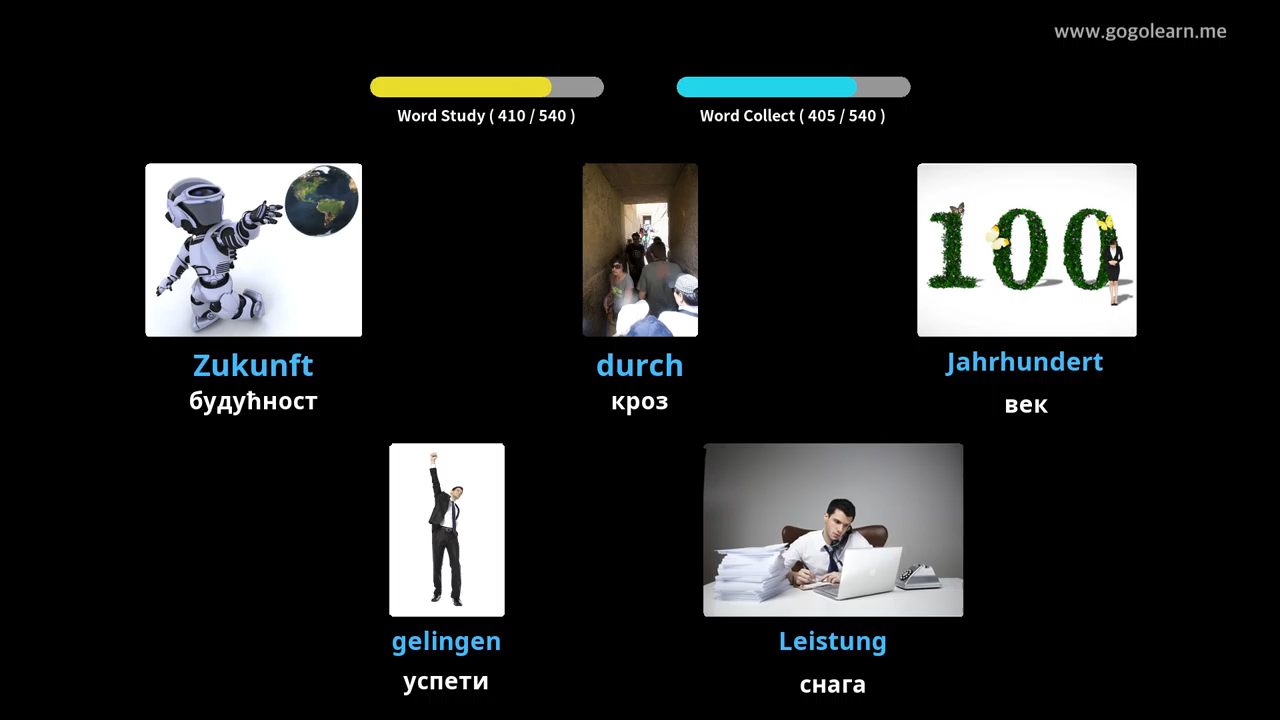 www.gogolearn.me
Word Study ( 410 / 540 )
Word Collect ( 405 / 540 )
100
Zukunft
будућност
durch
кроз
Jahrhundert
век
gelingen
успети
Leistung
снага